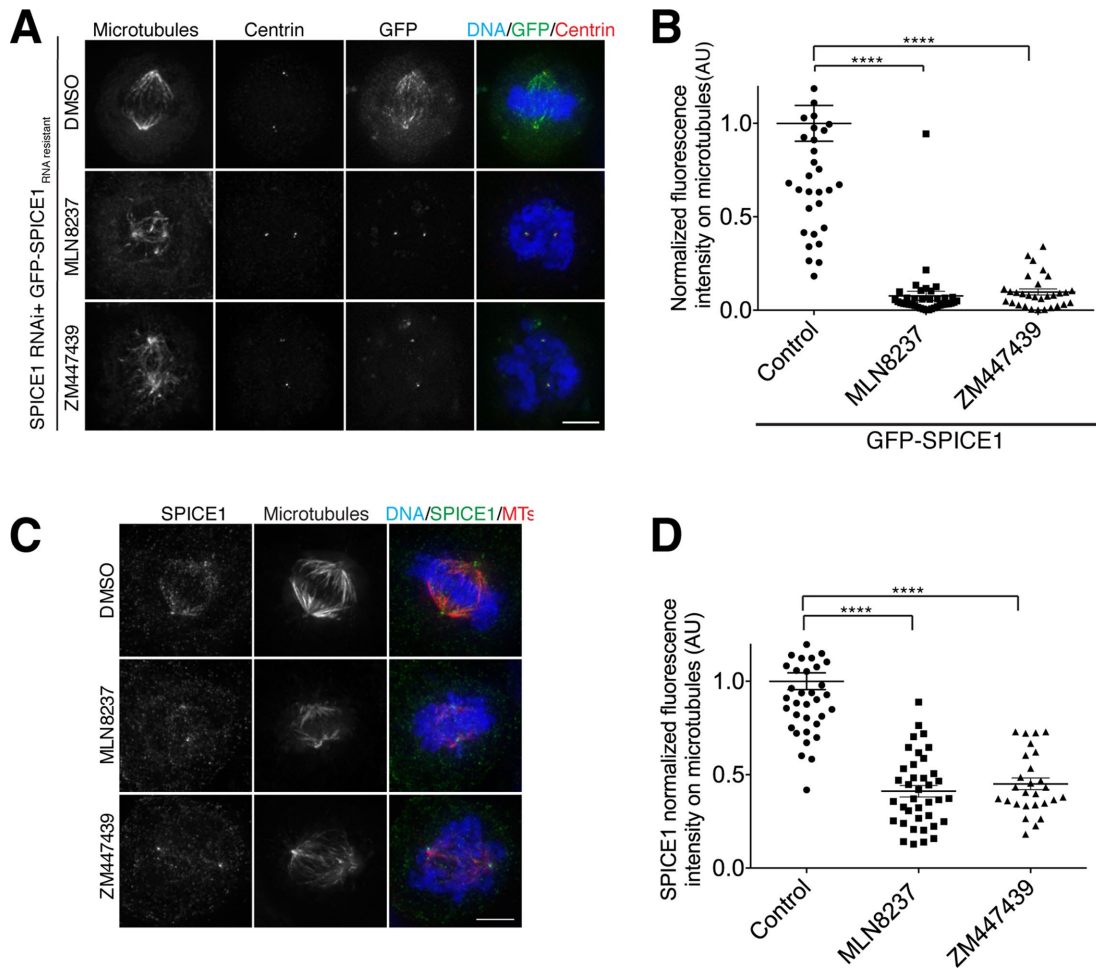 A
Microtubules Centrin GFP DNA/GFP/Centrin
SPICE1 RNAi+ GFP-SPICE1 RNA resistant
DMSO
MLN8237
ZM447439
B
**** 
****
Normalized fluorescence
intensity on microtubules(AU)
1.0
0.5
0.0
Control
MLN8237
ZM447439
GFP-SPICE1
C
SPICE1 Microtubules DNA/SPICE1/MTs
DMSO
MLN8237
ZM447439
D
****
****
SPICE1 normalized fluorescence
intensity on microtubules (AU)
1.0
0.5
0.0
Control
MLN8237
ZM447439